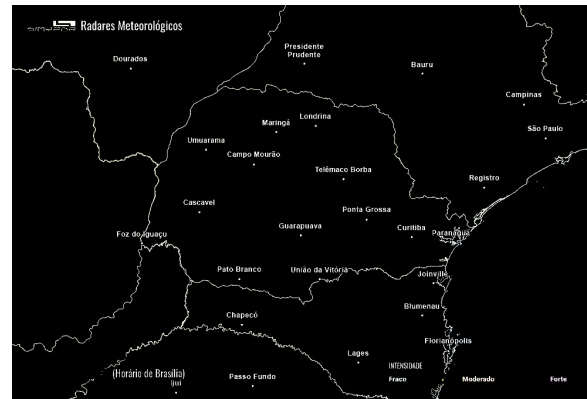 SIMEPAR Radares Meteorológicos
Presidente
Prudente
Dourados
Bauru
Campinas
Londrina
Maringá
São Paulo
Umuarama
Campo Mourão
Telêmaco Borba
Registro
Cascavel
Ponta Grossa
Guarapuava
Curitiba
Paranaguá
Foz do Iguaçu
Pato Branco
União da Vitória
Joinville
Blumenau
Chapecó
Florianópolis
Lages
INTENSIDADE
(Horário de Brasília)
Passo Fundo
Fraco
Moderado
Forte
Ijuí